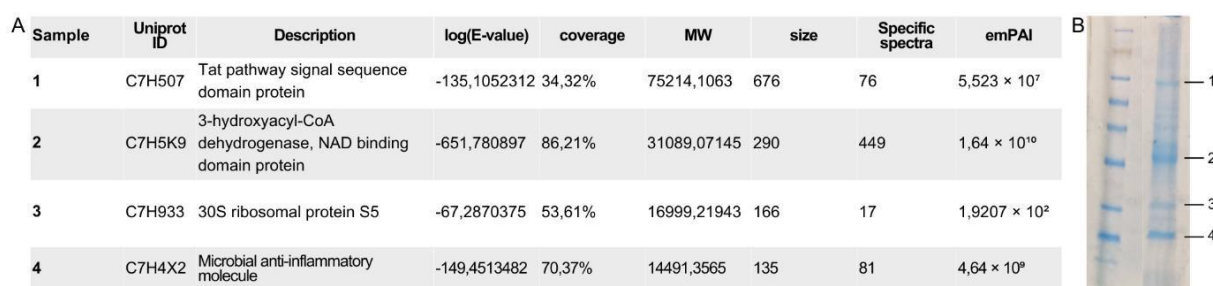 A
Sample Uniprot ID Description log(E-value) coverage MW size Specific spectra emPAI
1 C7H507 Tat pathway signal sequence domain protein -135,1052312 34,32% 75214,1063 676 76 5,523 × 10⁷
2 C7H5K9 3-hydroxyacyl-CoA dehydrogenase, NAD binding domain protein -651,780897 86,21% 31089,07145 290 449 1,64 × 10¹⁰
3 C7H933 30S ribosomal protein S5 -67,2870375 53,61% 16999,21943 166 17 1,9207 × 10²
4 C7H4X2 Microbial anti-inflammatory molecule -149,4513482 70,37% 14491,3565 135 81 4,64 × 10⁹
B
1
2
3
4